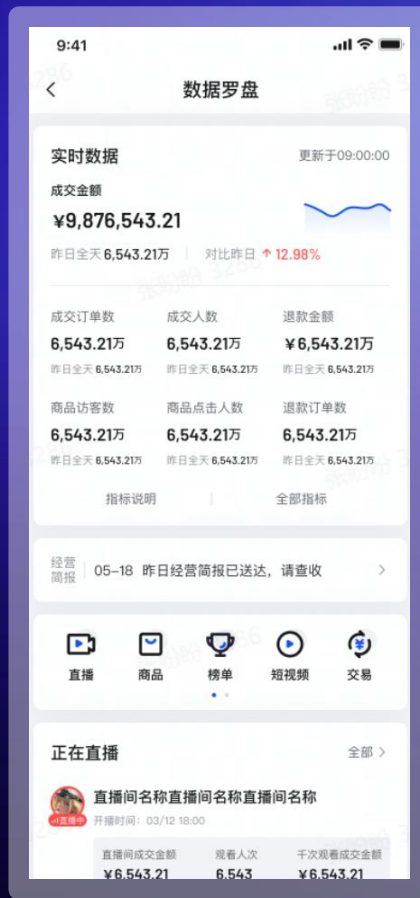 9:41
数据罗盘
实时数据
更新于09:00:00
成交金额
¥9,876,543.21
昨日全天 6,543.21万 对比昨日 ↑ 12.98%
成交订单数 成交人数 退款金额
6,543.21万 6,543.21万 ¥6,543.21万
昨日全天 6,543.21万 昨日全天 6,543.21万 昨日全天 6,543.21万
商品访客数 商品点击人数 退款订单数
6,543.21万 6,543.21万 6,543.21万
昨日全天 6,543.21万 昨日全天 6,543.21万 昨日全天 6,543.21万
指标说明 全部指标
经营
简报
05-18 昨日经营简报已送达，请查收
直播 商品 榜单 短视频 交易
正在直播 全部
直播间名称直播间名称直播间名称
直播中
开播时间：03/12 18:00
直播间成交金额 观看人次 千次观看成交金额
¥6,543.21 6,543 ¥6,543.21